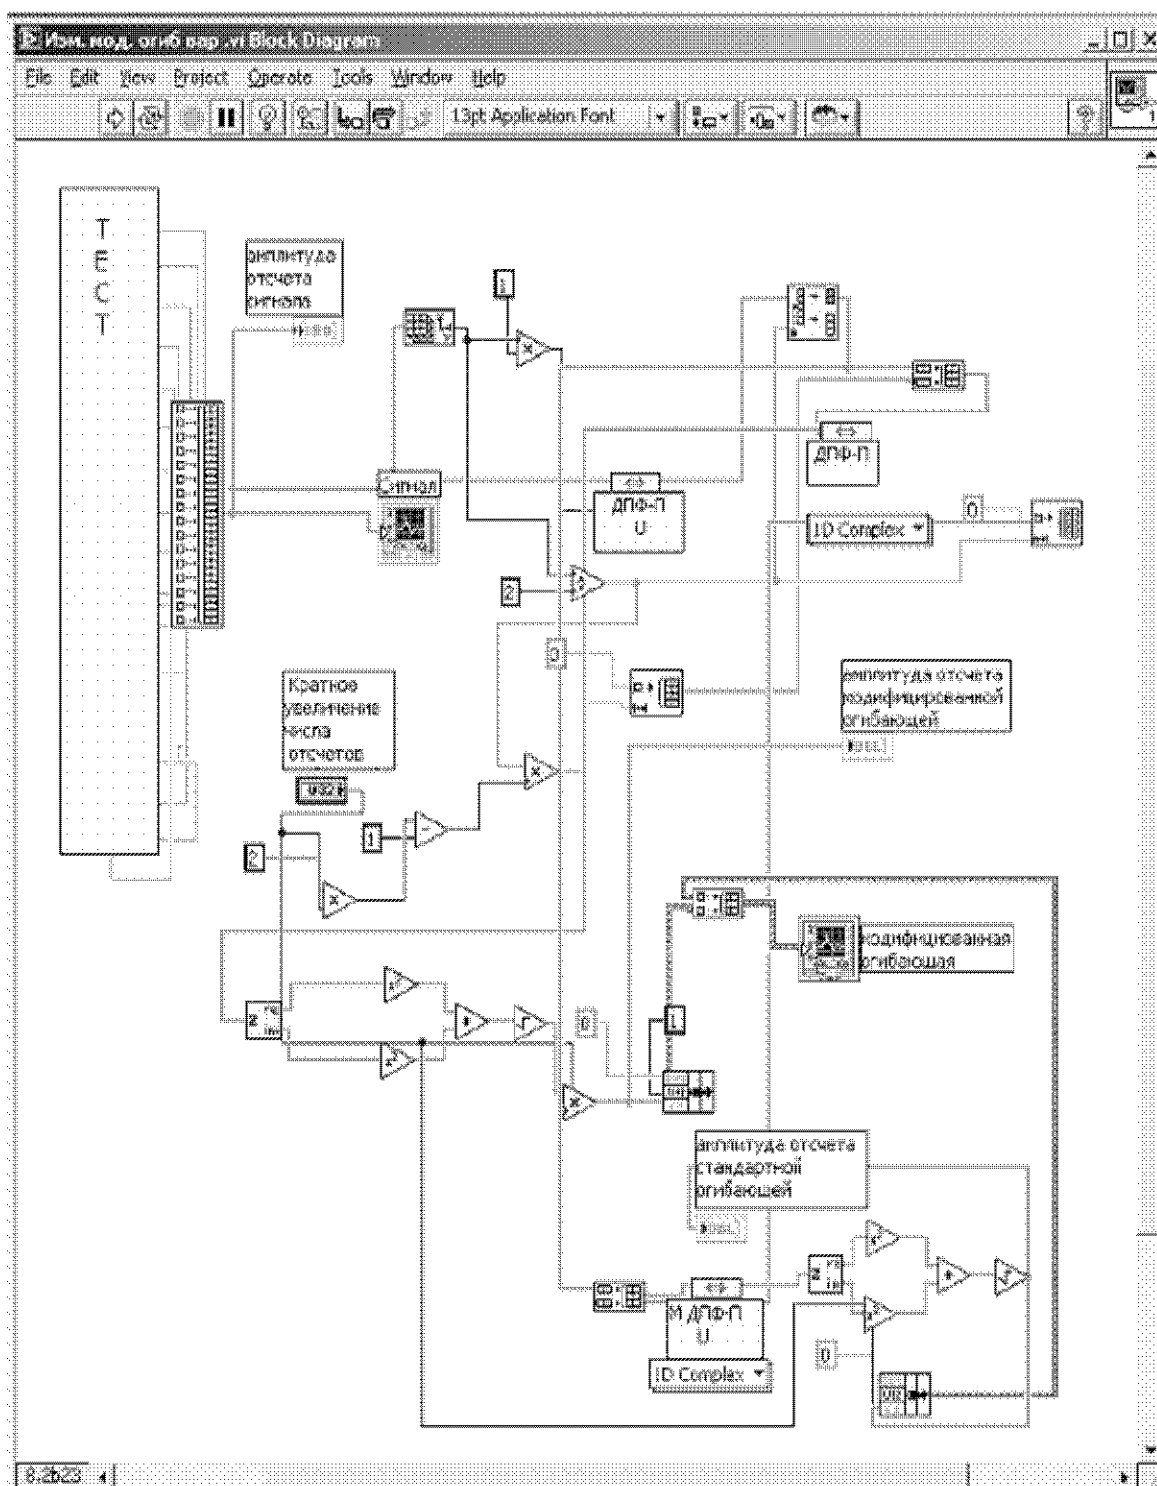 Изм. мод. огиб вар .vi Block Diagram
File Edit View Project Operate Tools Window Help
13pt Application Font
Т
Е
С
Т
амплитуда
отсчета
сигнала
Сигнал
ДПФ-П
U
ДПФ-П
1D Complex
0
2
0
Кратное
увеличение
числа
отсчетов
U32
амплитуда отсчета
модифицированной
огибающей
1
2
модифицированная
огибающая
re
im
0
1
амплитуда отсчета
стандартной
огибающей
М ДПФ-П
U
1D Complex
0